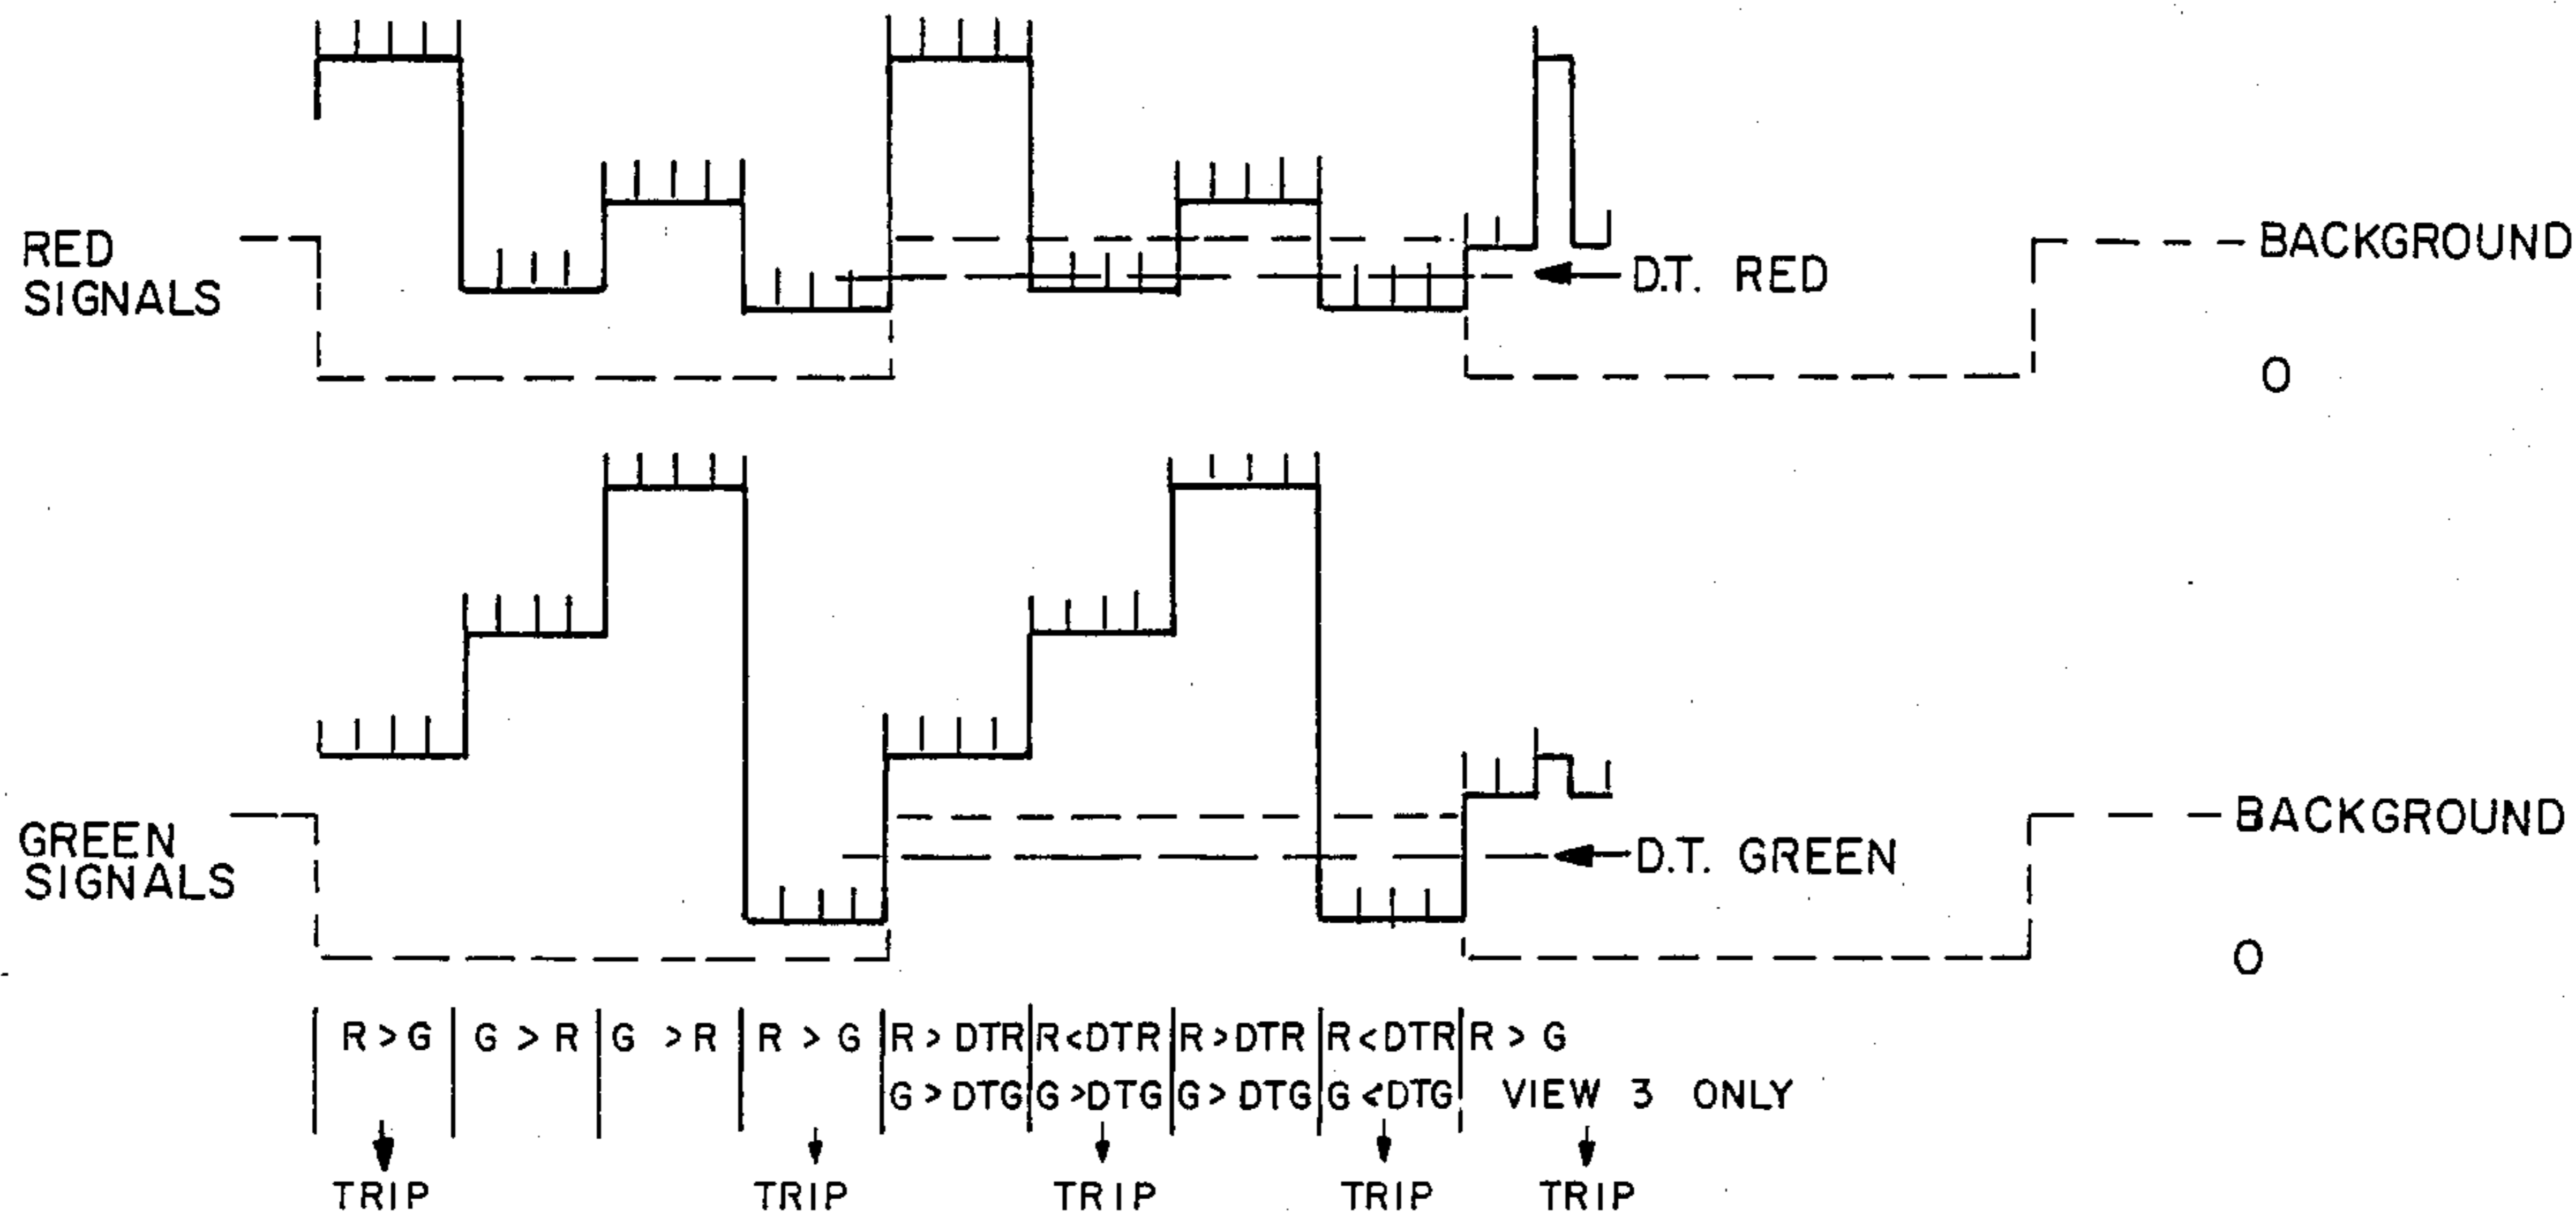 RED
SIGNALS
BACKGROUND
D.T. RED
O
GREEN
SIGNALS
BACKGROUND
D.T. GREEN
O
R > G
G > R
G > R
R > G
R > DTR
R < DTR
R > DTR
R < DTR
R > G
G > DTG
G > DTG
G > DTG
G < DTG
VIEW 3 ONLY
TRIP
TRIP
TRIP
TRIP
TRIP